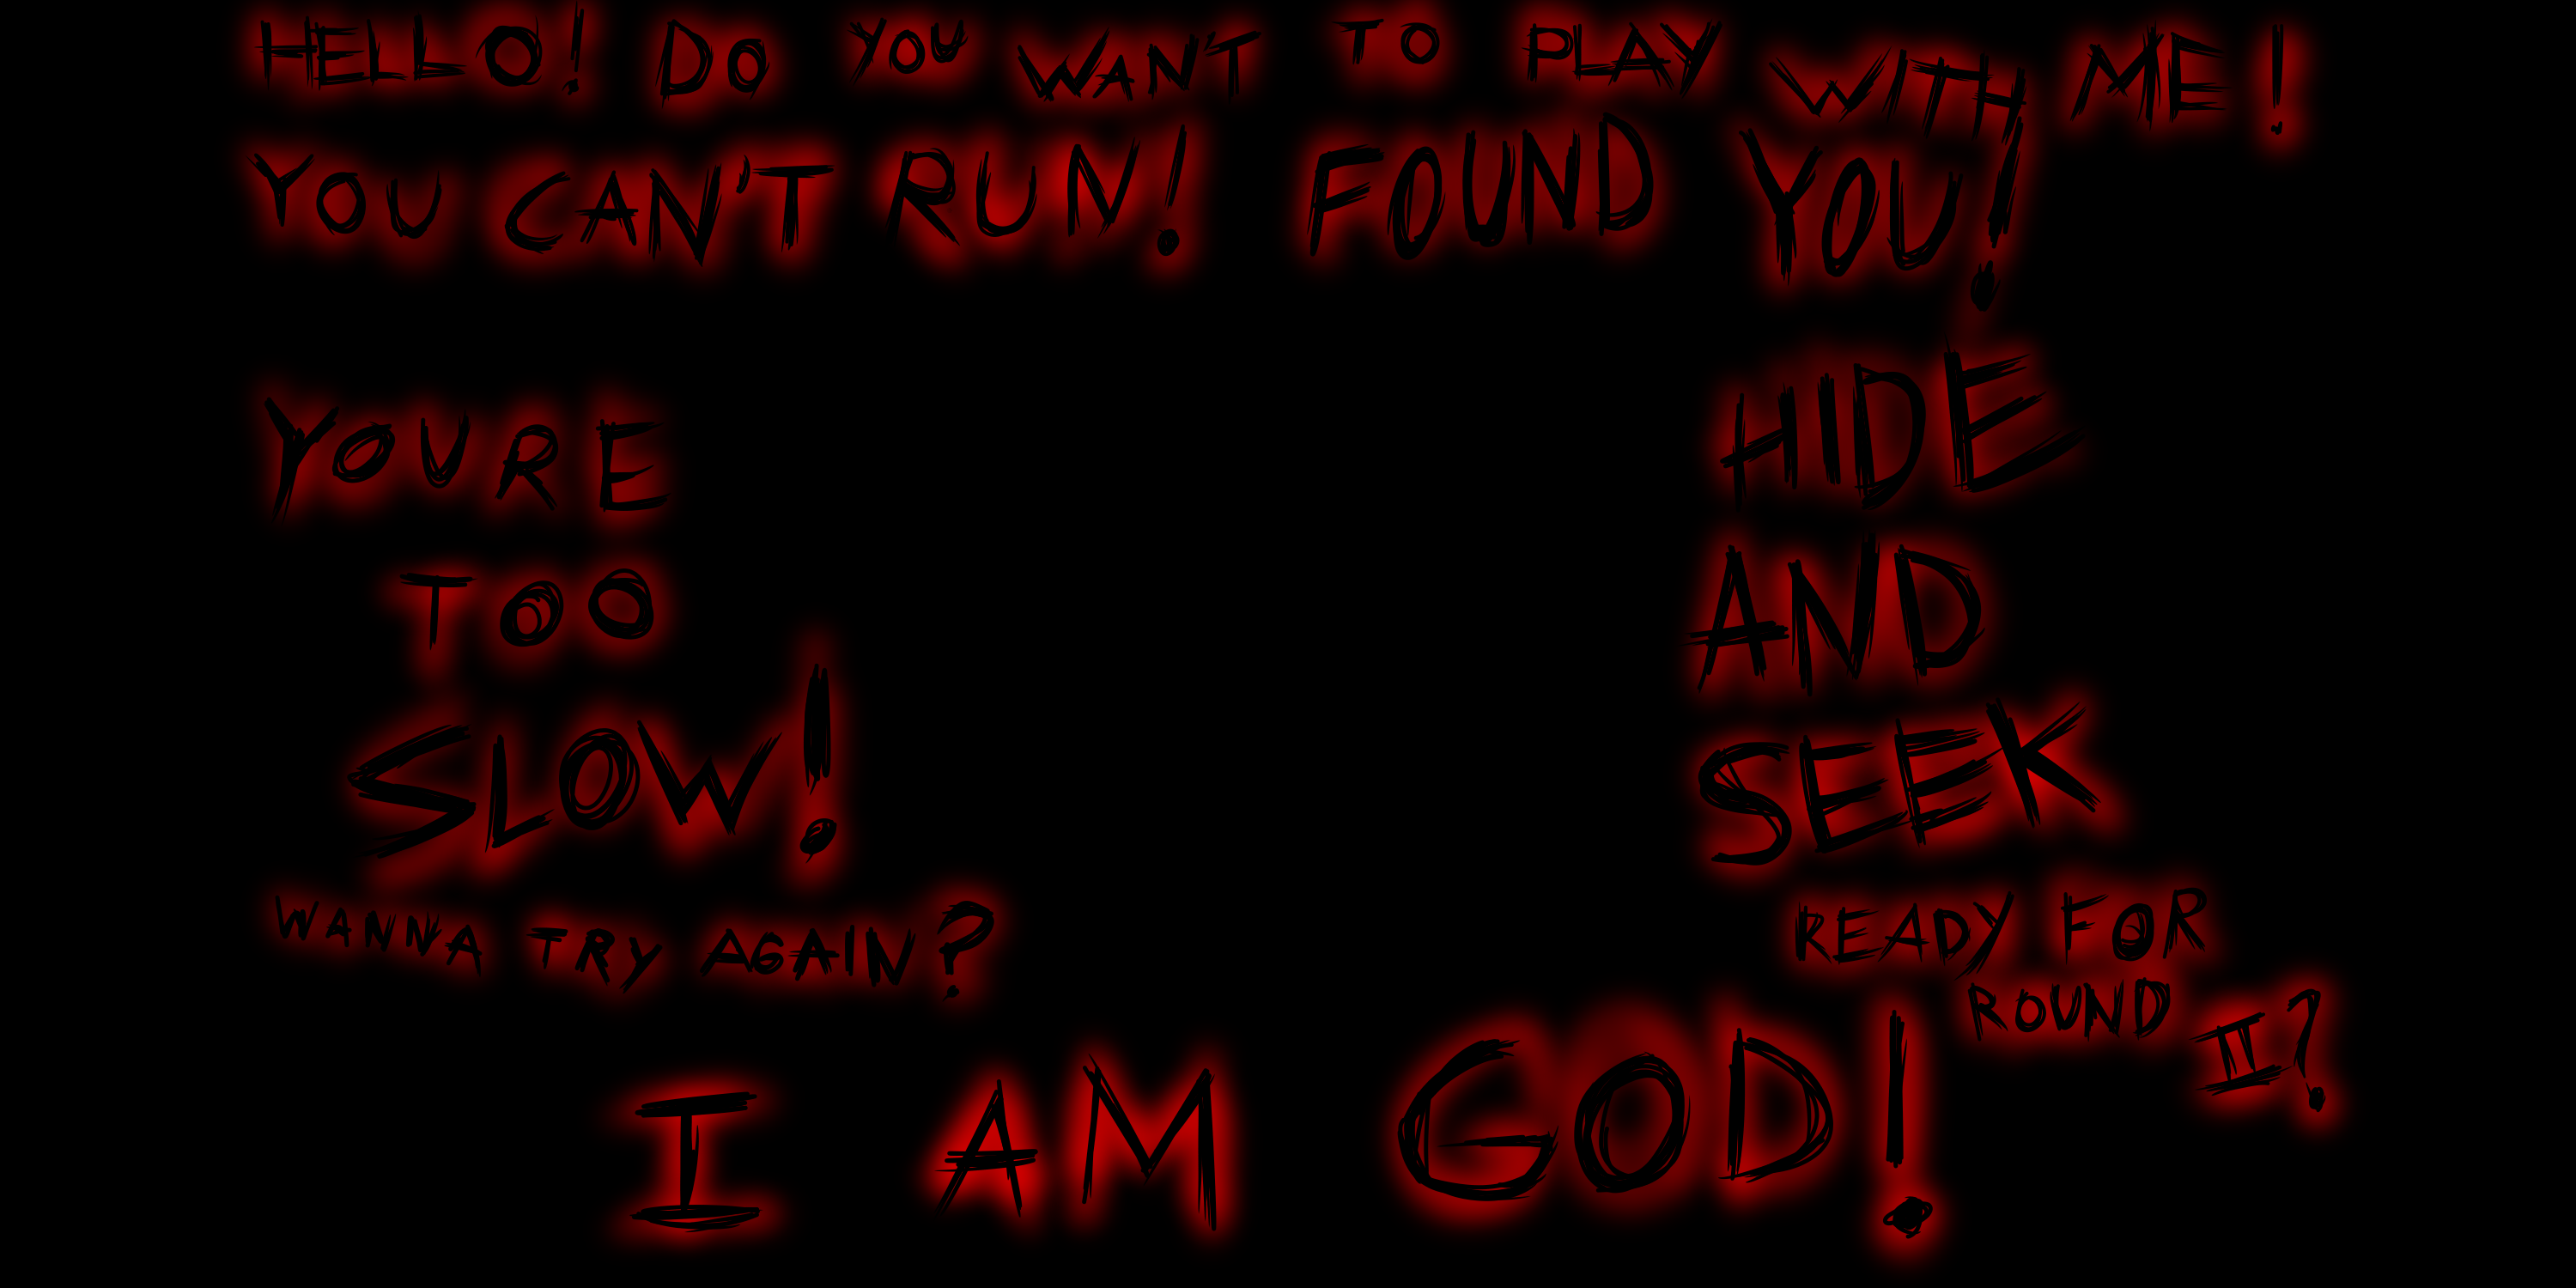 HELLO! DO YOU WAN'T TO PLAY WITH ME!
YOU CAN'T RUN! FOUND YOU!
YOURE
TOO
SLOW!
HIDE
AND
SEEK
WANNA TRY AGAIN?
READY FOR
ROUND
II?
I AM GOD!